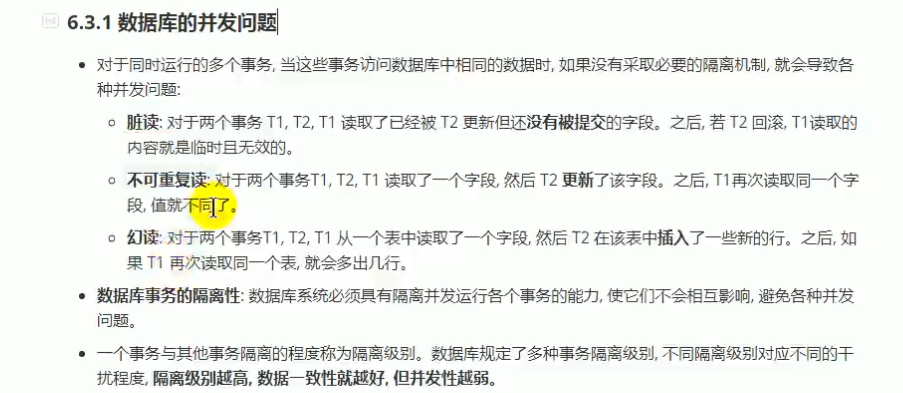 6.3.1 数据库的并发问题
对于同时运行的多个事务, 当这些事务访问数据库中相同的数据时, 如果没有采取必要的隔离机制, 就会导致各
种并发问题:
脏读: 对于两个事务 T1, T2, T1 读取了已经被 T2 更新但还没有被提交的字段。之后, 若 T2 回滚, T1读取的
内容就是临时且无效的。
不可重复读: 对于两个事务T1, T2, T1 读取了一个字段, 然后 T2 更新了该字段。之后, T1再次读取同一个字
段, 值就不同了。
幻读: 对于两个事务T1, T2, T1 从一个表中读取了一个字段, 然后 T2 在该表中插入了一些新的行。之后, 如
果 T1 再次读取同一个表, 就会多出几行。
数据库事务的隔离性: 数据库系统必须具有隔离并发运行各个事务的能力, 使它们不会相互影响, 避免各种并发
问题。
一个事务与其他事务隔离的程度称为隔离级别。数据库规定了多种事务隔离级别, 不同隔离级别对应不同的干
扰程度, 隔离级别越高, 数据一致性就越好, 但并发性越弱。